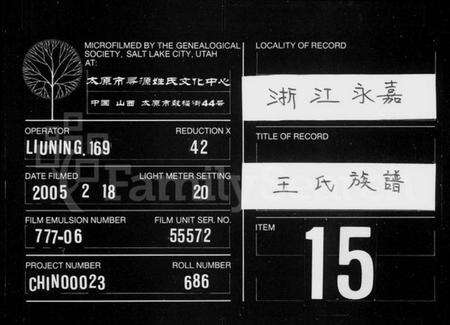 MICROFILMED BY THE GENEALOGICAL
SOCIETY, SALT LAKE CITY, UTAH
AT:
太原市寻源姓氏文化中心
中国 山西 太原市鼓楼街44号
OPERATOR
LIUNING.169
REDUCTION X
42
DATE FILMED
2005 2 18
LIGHT METER SETTING
20
FILM EMULSION NUMBER
777-06
FILM UNIT SER. NO.
55572
PROJECT NUMBER
CHIN00023
ROLL NUMBER
686
LOCALITY OF RECORD
浙江永嘉
TITLE OF RECORD
王氏族譜
ITEM
15